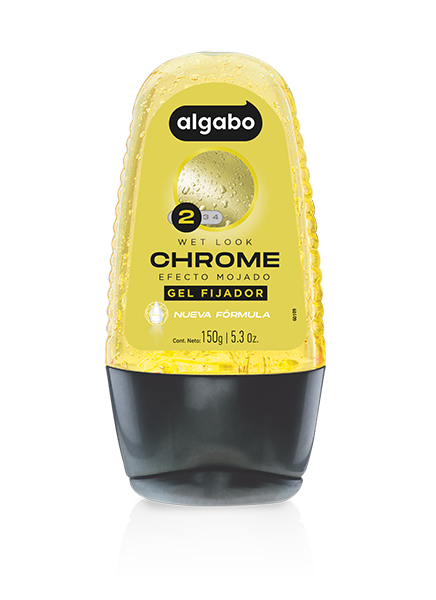 algabo
2 3 4
WET LOOK
CHROME
EFECTO MOJADO
GEL FIJADOR
NUEVA FÓRMULA
Cont. Neto: 150g | 5.3 Oz.